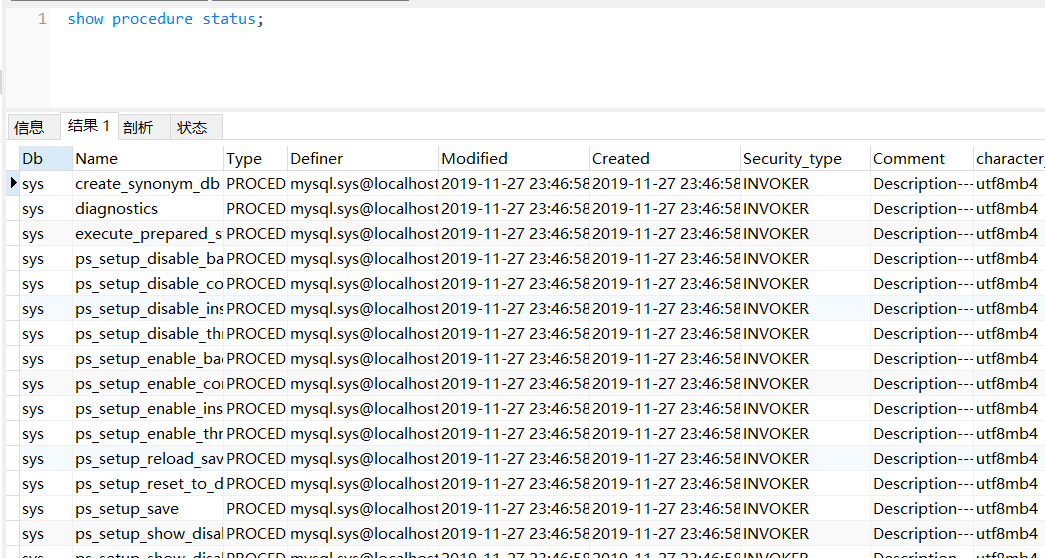 1 show procedure status;
信息 结果 1 剖析 状态
Db Name Type Definer Modified Created Security_type Comment character_
sys create_synonym_db PROCED mysql.sys@localhost 2019-11-27 23:46:58 2019-11-27 23:46:58 INVOKER Description--- utf8mb4
sys diagnostics PROCED mysql.sys@localhost 2019-11-27 23:46:58 2019-11-27 23:46:58 INVOKER Description--- utf8mb4
sys execute_prepared_s PROCED mysql.sys@localhost 2019-11-27 23:46:58 2019-11-27 23:46:58 INVOKER Description--- utf8mb4
sys ps_setup_disable_ba PROCED mysql.sys@localhost 2019-11-27 23:46:58 2019-11-27 23:46:58 INVOKER Description--- utf8mb4
sys ps_setup_disable_co PROCED mysql.sys@localhost 2019-11-27 23:46:58 2019-11-27 23:46:58 INVOKER Description--- utf8mb4
sys ps_setup_disable_ins PROCED mysql.sys@localhost 2019-11-27 23:46:58 2019-11-27 23:46:58 INVOKER Description--- utf8mb4
sys ps_setup_disable_thr PROCED mysql.sys@localhost 2019-11-27 23:46:58 2019-11-27 23:46:58 INVOKER Description--- utf8mb4
sys ps_setup_enable_bac PROCED mysql.sys@localhost 2019-11-27 23:46:58 2019-11-27 23:46:58 INVOKER Description--- utf8mb4
sys ps_setup_enable_con PROCED mysql.sys@localhost 2019-11-27 23:46:58 2019-11-27 23:46:58 INVOKER Description--- utf8mb4
sys ps_setup_enable_ins PROCED mysql.sys@localhost 2019-11-27 23:46:58 2019-11-27 23:46:58 INVOKER Description--- utf8mb4
sys ps_setup_enable_thr PROCED mysql.sys@localhost 2019-11-27 23:46:58 2019-11-27 23:46:58 INVOKER Description--- utf8mb4
sys ps_setup_reload_sav PROCED mysql.sys@localhost 2019-11-27 23:46:58 2019-11-27 23:46:58 INVOKER Description--- utf8mb4
sys ps_setup_reset_to_d PROCED mysql.sys@localhost 2019-11-27 23:46:58 2019-11-27 23:46:58 INVOKER Description--- utf8mb4
sys ps_setup_save PROCED mysql.sys@localhost 2019-11-27 23:46:58 2019-11-27 23:46:58 INVOKER Description--- utf8mb4
sys ps_setup_show_disal PROCED mysql.sys@localhost 2019-11-27 23:46:58 2019-11-27 23:46:58 INVOKER Description--- utf8mb4